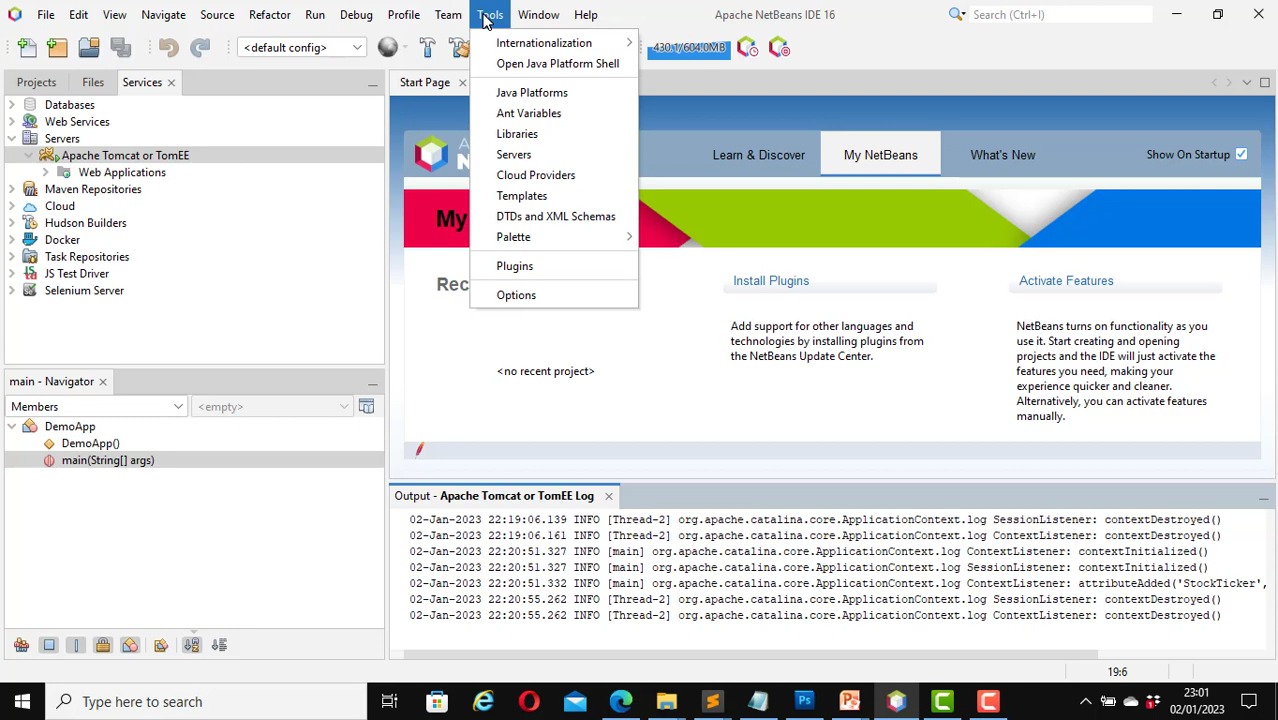 File Edit View Navigate Source Refactor Run Debug Profile Team Tools Window Help
Apache NetBeans IDE 16
Search (Ctrl+I)
<default config>
430.1/604.0MB
Projects Files Services
Databases
Web Services
Servers
Apache Tomcat or TomEE
Web Applications
Maven Repositories
Cloud
Hudson Builders
Docker
Task Repositories
JS Test Driver
Selenium Server
main - Navigator
Members
<empty>
DemoApp
DemoApp()
main(String[] args)
Internationalization
Open Java Platform Shell
Java Platforms
Ant Variables
Libraries
Servers
Cloud Providers
Templates
DTDs and XML Schemas
Palette
Plugins
Options
Start Page
Learn & Discover
My NetBeans
What's New
Show On Startup
My
Rec
<no recent project>
Install Plugins
Add support for other languages and
technologies by installing plugins from
the NetBeans Update Center.
Activate Features
NetBeans turns on functionality as you
use it. Start creating and opening
projects and the IDE will just activate the
features you need, making your
experience quicker and cleaner.
Alternatively, you can activate features
manually.
Output - Apache Tomcat or TomEE Log
02-Jan-2023 22:19:06.139 INFO [Thread-2] org.apache.catalina.core.ApplicationContext.log SessionListener: contextDestroyed()
02-Jan-2023 22:19:06.161 INFO [Thread-2] org.apache.catalina.core.ApplicationContext.log ContextListener: contextDestroyed()
02-Jan-2023 22:20:51.327 INFO [main] org.apache.catalina.core.ApplicationContext.log ContextListener: contextInitialized()
02-Jan-2023 22:20:51.327 INFO [main] org.apache.catalina.core.ApplicationContext.log SessionListener: contextInitialized()
02-Jan-2023 22:20:51.332 INFO [main] org.apache.catalina.core.ApplicationContext.log ContextListener: attributeAdded('StockTicker',
02-Jan-2023 22:20:55.262 INFO [Thread-2] org.apache.catalina.core.ApplicationContext.log SessionListener: contextDestroyed()
02-Jan-2023 22:20:55.262 INFO [Thread-2] org.apache.catalina.core.ApplicationContext.log ContextListener: contextDestroyed()
19:6
Type here to search
Ps
23:01
02/01/2023